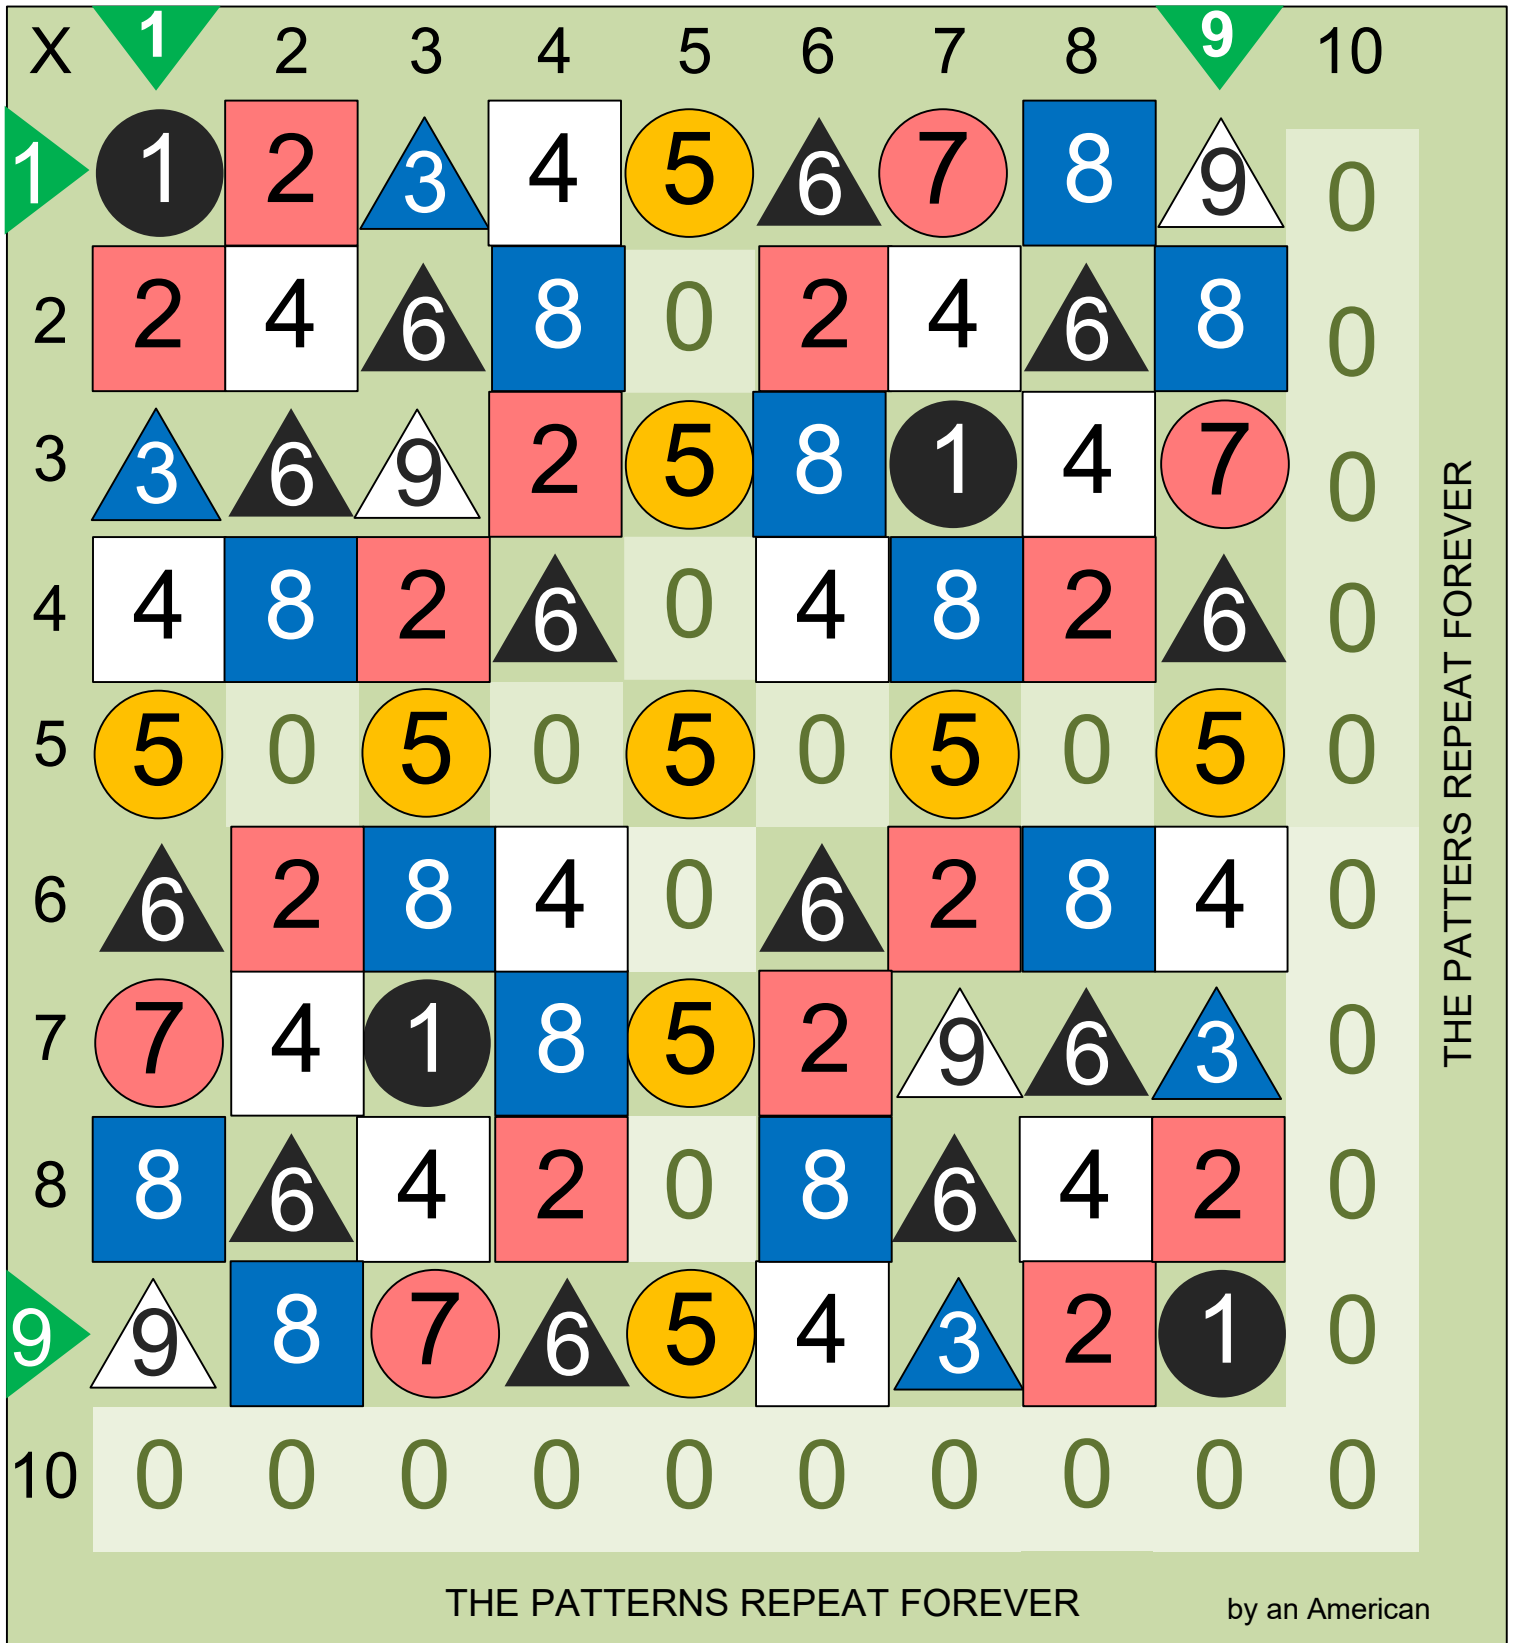 X 1 2 3 4 5 6 7 8 9 10
1 1 2 3 4 5 6 7 8 9 0
2 2 4 6 8 0 2 4 6 8 0
3 3 6 9 2 5 8 1 4 7 0
4 4 8 2 6 0 4 8 2 6 0
5 5 0 5 0 5 0 5 0 5 0
6 6 2 8 4 0 6 2 8 4 0
7 7 4 1 8 5 2 9 6 3 0
8 8 6 4 2 0 8 6 4 2 0
9 9 8 7 6 5 4 3 2 1 0
10 0 0 0 0 0 0 0 0 0 0
THE PATTERS REPEAT FOREVER
THE PATTERNS REPEAT FOREVER
by an American